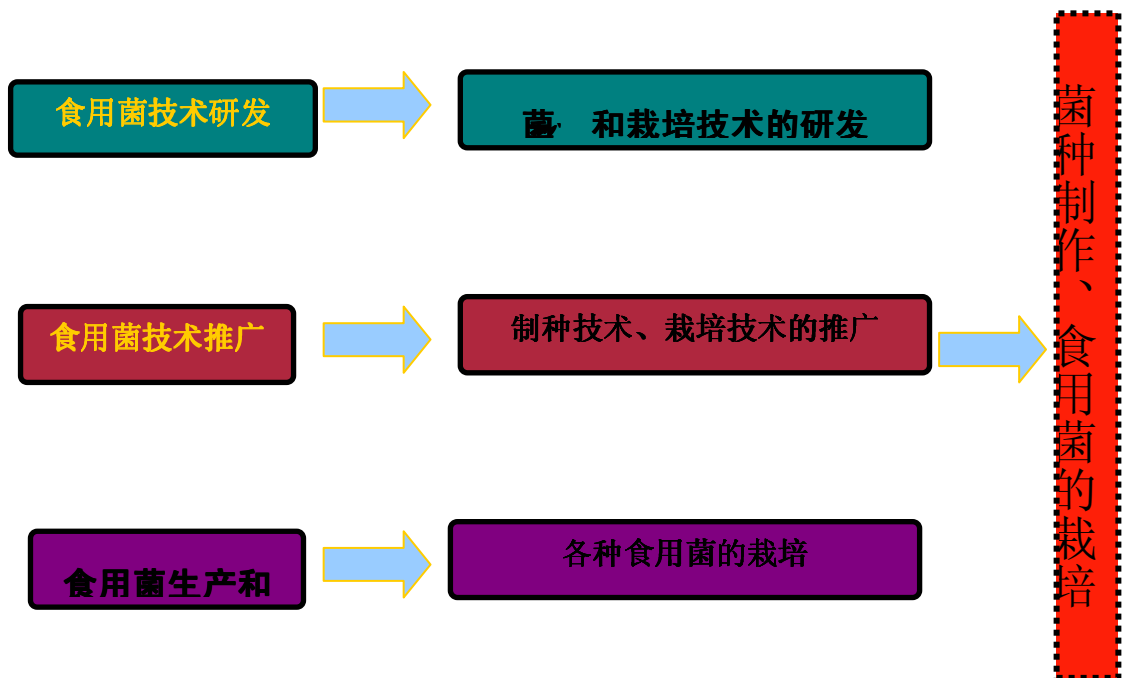 食用菌技术研发
菌 和栽培技术的研发
食用菌技术推广
制种技术、栽培技术的推广
食用菌生产和
各种食用菌的栽培
菌种制作、食用菌的栽培